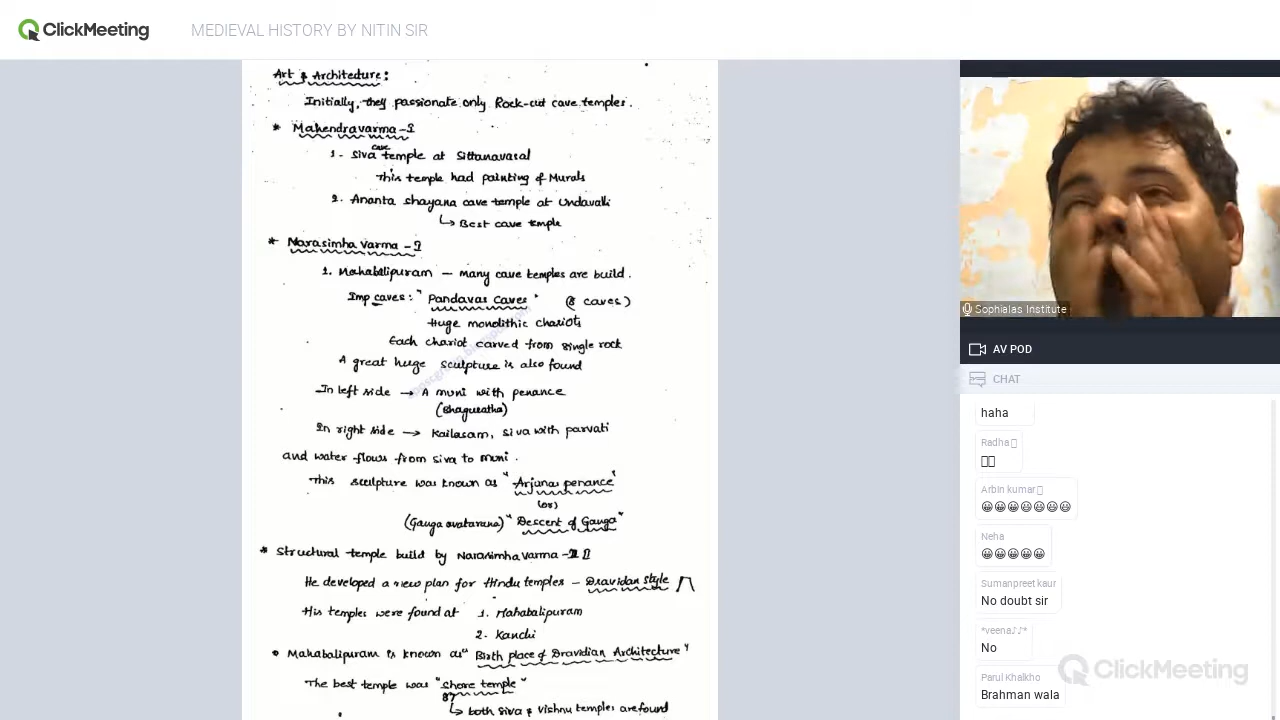 ClickMeeting
MEDIEVAL HISTORY BY NITIN SIR
Art & Architecture:
Initially, they passionate only Rock-cut cave temples.
* Mahendravarma-I
1. Siva cave temple at Sittanavasal
This temple had painting of Murals
2. Ananta shayana cave temple at Undavalli
↳ Best cave temple
* Narasimha Varma-I
1. Mahabalipuram — many cave temples are build.
Imp caves: "Pandavas Caves" (8 caves)
Huge monolithic chariots
Each chariot carved from single rock
A great huge sculpture is also found
In left side → A muni with penance
(Bhaguratha)
In right side → Kailasam, Siva with parvati
and water flows from siva to muni.
This sculpture was known as "Arjunas penance"
(or)
(Ganga avatarana) "Descent of Ganga"
* Structural temple build by Narasimha Varma-II
He developed a new plan for Hindu temples – Dravidan style
His temples were found at 1. Mahabalipuram
2. Kanchi
• Mahabalipuram is known as "Birth place of Dravidian Architecture"
The best temple was "Shore temple"
↳ both siva & vishnu temples are found
Sophialas Institute
AV POD
CHAT
haha
Radha
Arbin kumar
😀😀😀😃😃😃😃
Neha
😀😀😀😀😀
Sumanpreet kaur
No doubt sir
*veena♪♪*
No
Parul Khalkho
Brahman wala
ClickMeeting